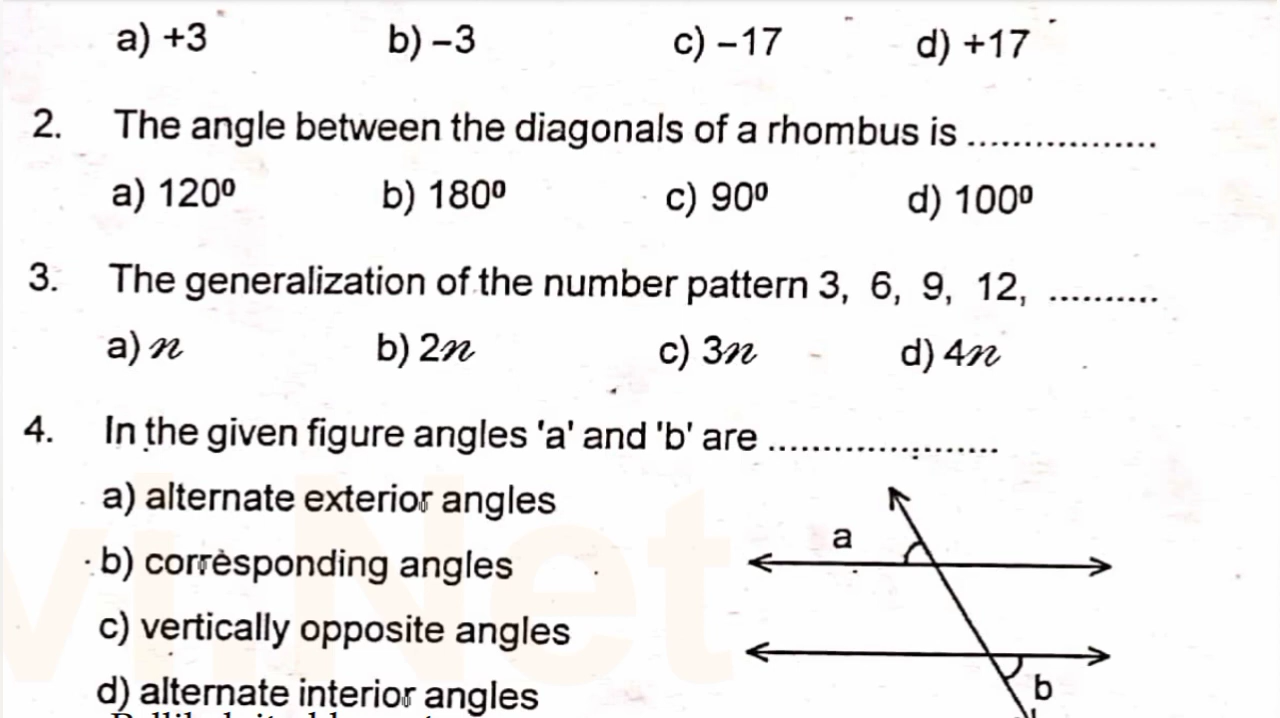 a) +3 b) –3 c) –17 d) +17
2. The angle between the diagonals of a rhombus is .................
a) 120⁰ b) 180⁰ c) 90⁰ d) 100⁰
3. The generalization of the number pattern 3, 6, 9, 12, ..........
a) n b) 2n c) 3n d) 4n
4. In the given figure angles 'a' and 'b' are .....................
a) alternate exterior angles
b) corresponding angles
c) vertically opposite angles
d) alternate interior angles
a
b